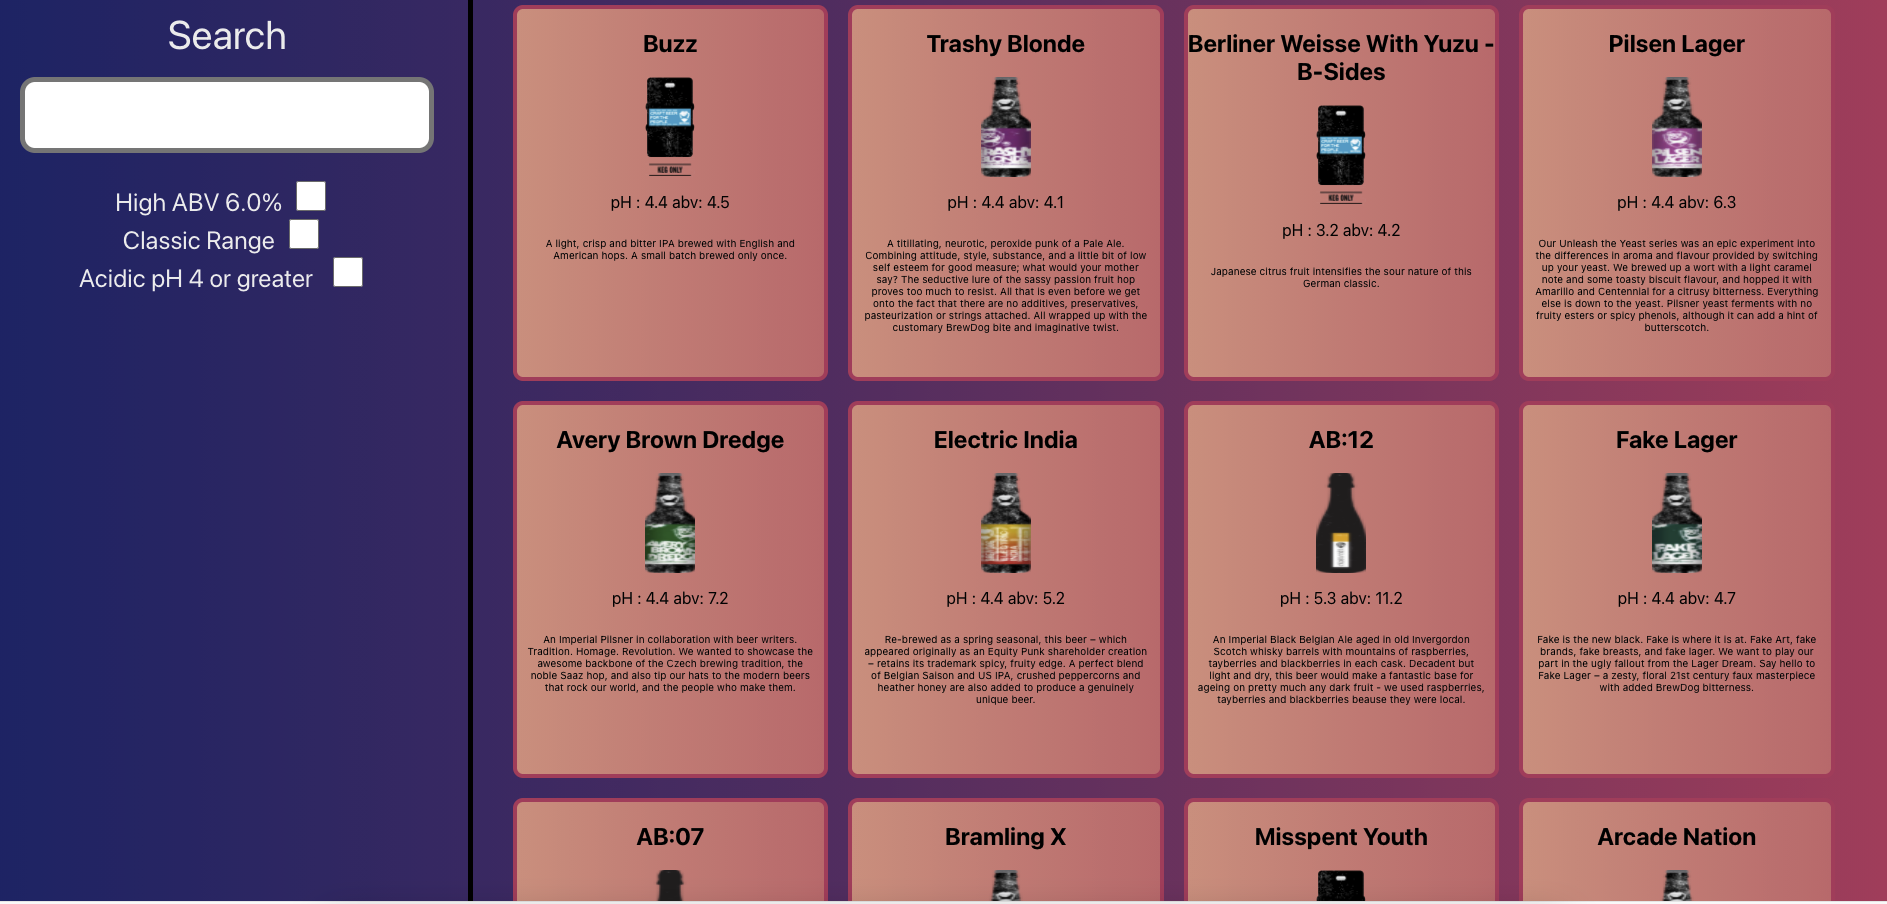 Search
High ABV 6.0%
Classic Range
Acidic pH 4 or greater
Buzz
CRAFT BEER
FOR THE
PEOPLE
KEG ONLY
pH : 4.4 abv: 4.5
A light, crisp and bitter IPA brewed with English and
American hops. A small batch brewed only once.
Trashy Blonde
pH : 4.4 abv: 4.1
A titillating, neurotic, peroxide punk of a Pale Ale.
Combining attitude, style, substance, and a little bit of low
self esteem for good measure; what would your mother
say? The seductive lure of the sassy passion fruit hop
proves too much to resist. All that is even before we get
onto the fact that there are no additives, preservatives,
pasteurization or strings attached. All wrapped up with the
customary BrewDog bite and imaginative twist.
Berliner Weisse With Yuzu -
B-Sides
CRAFT BEER
FOR THE
PEOPLE
KEG ONLY
pH : 3.2 abv: 4.2
Japanese citrus fruit intensifies the sour nature of this
German classic.
Pilsen Lager
PILSEN
LAGER
pH : 4.4 abv: 6.3
Our Unleash the Yeast series was an epic experiment into
the differences in aroma and flavour provided by switching
up your yeast. We brewed up a wort with a light caramel
note and some toasty biscuit flavour, and hopped it with
Amarillo and Centennial for a citrusy bitterness. Everything
else is down to the yeast. Pilsner yeast ferments with no
fruity esters or spicy phenols, although it can add a hint of
butterscotch.
Avery Brown Dredge
AVERY
BROWN
DREDGE
pH : 4.4 abv: 7.2
An Imperial Pilsner in collaboration with beer writers.
Tradition. Homage. Revolution. We wanted to showcase the
awesome backbone of the Czech brewing tradition, the
noble Saaz hop, and also tip our hats to the modern beers
that rock our world, and the people who make them.
Electric India
pH : 4.4 abv: 5.2
Re-brewed as a spring seasonal, this beer – which
appeared originally as an Equity Punk shareholder creation
– retains its trademark spicy, fruity edge. A perfect blend
of Belgian Saison and US IPA, crushed peppercorns and
heather honey are also added to produce a genuinely
unique beer.
AB:12
pH : 5.3 abv: 11.2
An Imperial Black Belgian Ale aged in old Invergordon
Scotch whisky barrels with mountains of raspberries,
tayberries and blackberries in each cask. Decadent but
light and dry, this beer would make a fantastic base for
ageing on pretty much any dark fruit - we used raspberries,
tayberries and blackberries beause they were local.
Fake Lager
FAKE
LAGER
pH : 4.4 abv: 4.7
Fake is the new black. Fake is where it is at. Fake Art, fake
brands, fake breasts, and fake lager. We want to play our
part in the ugly fallout from the Lager Dream. Say hello to
Fake Lager – a zesty, floral 21st century faux masterpiece
with added BrewDog bitterness.
AB:07
Bramling X
Misspent Youth
Arcade Nation